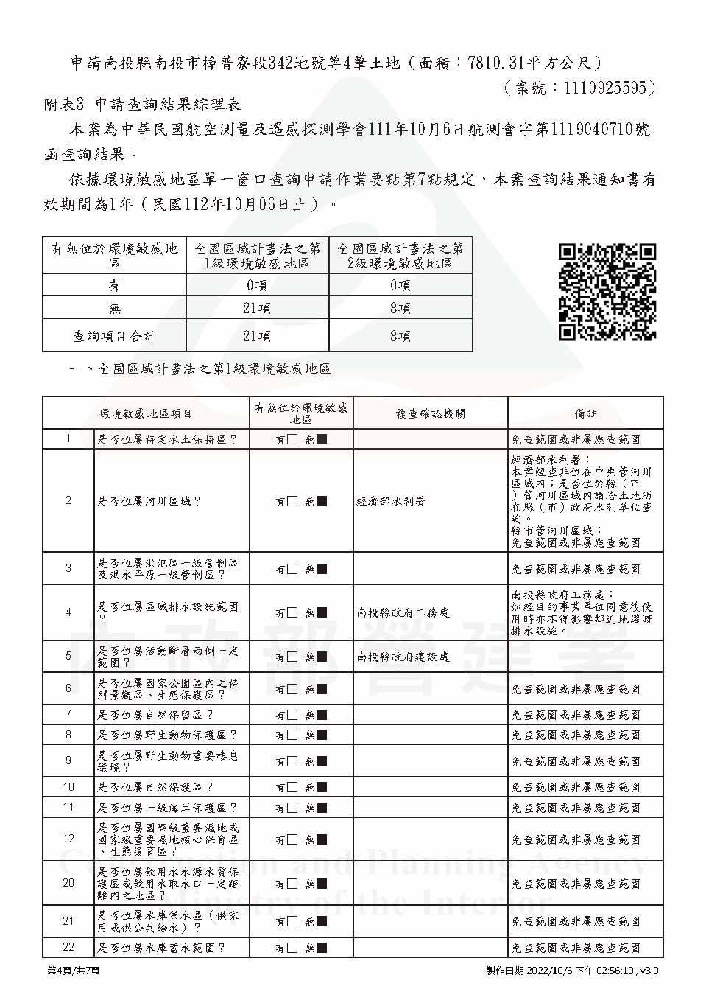 申請南投縣南投市樟普寮段342地號等4筆土地（面積：7810.31平方公尺）
（案號：1110925595）
附表3 申請查詢結果綜理表
本案為中華民國航空測量及遙感探測學會111年10月6日航測會字第1119040710號
函查詢結果。
依據環境敏感地區單一窗口查詢申請作業要點第7點規定，本案查詢結果通知書有
效期間為1年（民國112年10月06日止）。
有無位於環境敏感地
區
全國區域計畫法之第
1級環境敏感地區
全國區域計畫法之第
2級環境敏感地區
有 0項 0項
無 21項 8項
查詢項目合計 21項 8項
一、全國區域計畫法之第1級環境敏感地區
環境敏感地區項目
有無位於環境敏感
地區
複查確認機關
備註
1 是否位屬特定水土保持區？ 有□ 無■ 免查範圍或非屬應查範圍
2 是否位屬河川區域？ 有□ 無■ 經濟部水利署
經濟部水利署：
本案經查非位在中央管河川
區域內；是否位於縣（市
）管河川區域內請洽土地所
在縣（市）政府水利單位查
詢。
縣市管河川區域：
免查範圍或非屬應查範圍
3 是否位屬洪氾區一級管制區
及洪水平原一級管制區？
有□ 無■ 免查範圍或非屬應查範圍
4 是否位屬區域排水設施範圍
？
有□ 無■ 南投縣政府工務處
南投縣政府工務處：
如經目的事業單位同意後使
用時亦不得影響鄰近地灌溉
排水設施。
5 是否位屬活動斷層兩側一定
範圍？
有□ 無■ 南投縣政府建設處
6 是否位屬國家公園區內之特
別景觀區、生態保護區？
有□ 無■ 免查範圍或非屬應查範圍
7 是否位屬自然保留區？ 有□ 無■ 免查範圍或非屬應查範圍
8 是否位屬野生動物保護區？ 有□ 無■ 免查範圍或非屬應查範圍
9 是否位屬野生動物重要棲息
環境？
有□ 無■ 免查範圍或非屬應查範圍
10 是否位屬自然保護區？ 有□ 無■ 免查範圍或非屬應查範圍
11 是否位屬一級海岸保護區？ 有□ 無■ 免查範圍或非屬應查範圍
12 是否位屬國際級重要濕地或
國家級重要濕地核心保育區
、生態復育區？
有□ 無■ 免查範圍或非屬應查範圍
20 是否位屬飲用水水源水質保
護區或飲用水取水口一定距
離內之地區？
有□ 無■ 免查範圍或非屬應查範圍
21 是否位屬水庫集水區（供家
用或供公共給水）？
有□ 無■ 免查範圍或非屬應查範圍
22 是否位屬水庫蓄水範圍？ 有□ 無■ 免查範圍或非屬應查範圍
內政部營建署
Construction and Planning Agency
Ministry of the Interior
第4頁/共7頁
製作日期 2022/10/6 下午 02:56:10 , v3.0